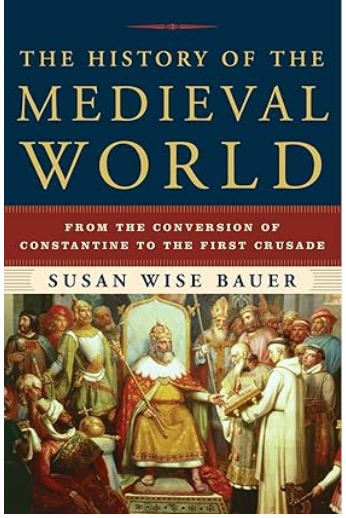 THE HISTORY OF THE
MEDIEVAL
WORLD
FROM THE CONVERSION OF
CONSTANTINE TO THE FIRST CRUSADE
SUSAN WISE BAUER